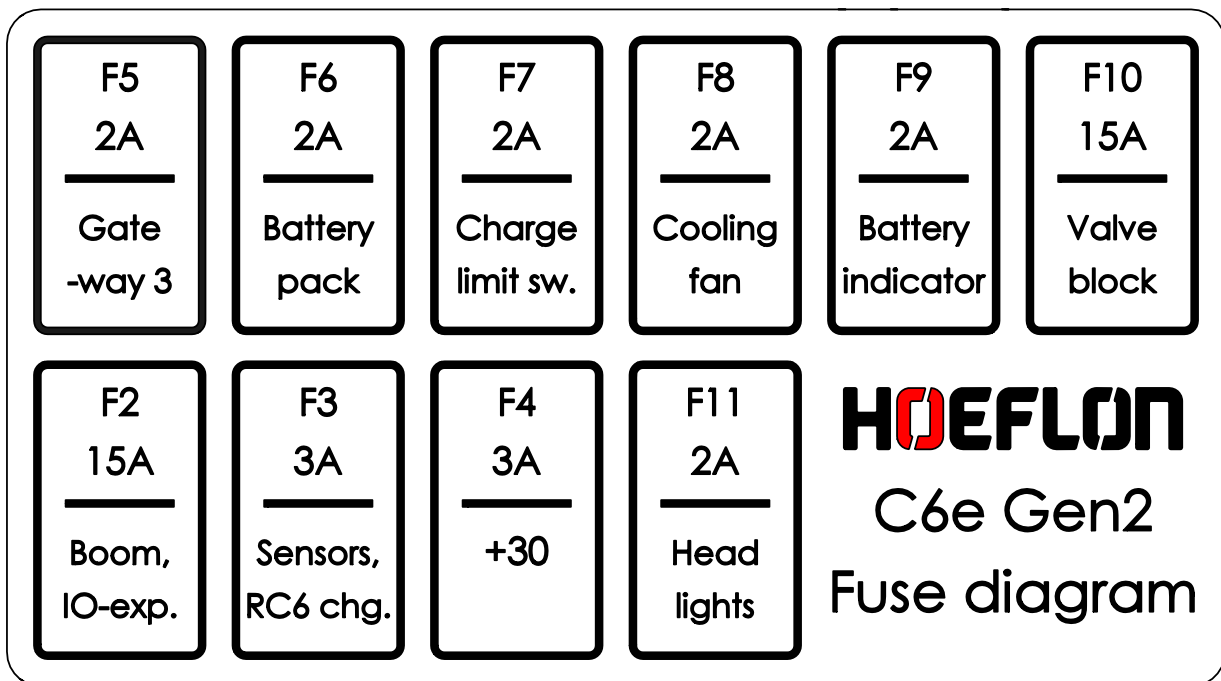 F5
2A
Gate
-way 3
F6
2A
Battery
pack
F7
2A
Charge
limit sw.
F8
2A
Cooling
fan
F9
2A
Battery
indicator
F10
15A
Valve
block
F2
15A
Boom,
IO-exp.
F3
3A
Sensors,
RC6 chg.
F4
3A
+30
F11
2A
Head
lights
HOEFLON
C6e Gen2
Fuse diagram